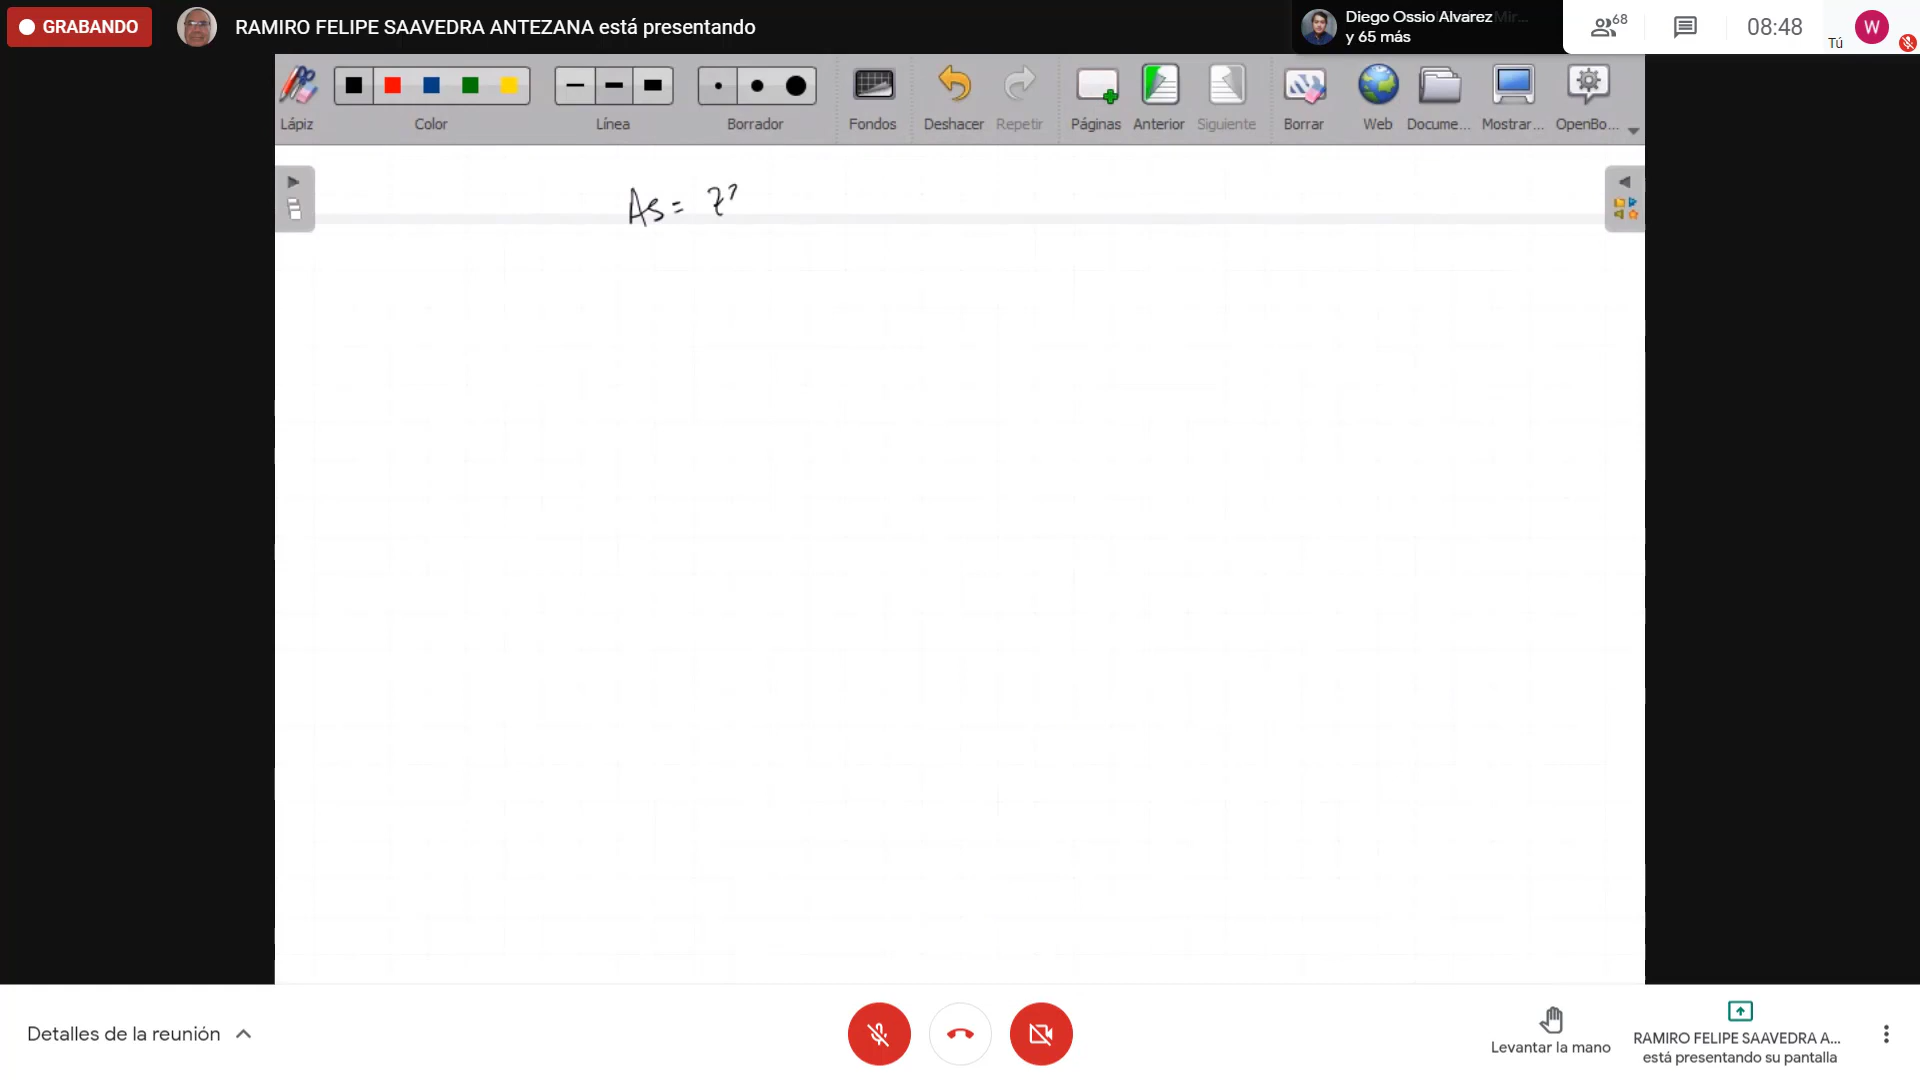 GRABANDO
RAMIRO FELIPE SAAVEDRA ANTEZANA está presentando
Diego Ossio Alvarez
y 65 más
68
08:48
Tú
W
Lápiz
Color
Línea
Borrador
Fondos
Deshacer
Repetir
Páginas
Anterior
Siguiente
Borrar
Web
Docume...
Mostrar...
OpenBo...
As =
Detalles de la reunión
Levantar la mano
RAMIRO FELIPE SAAVEDRA A...
está presentando su pantalla